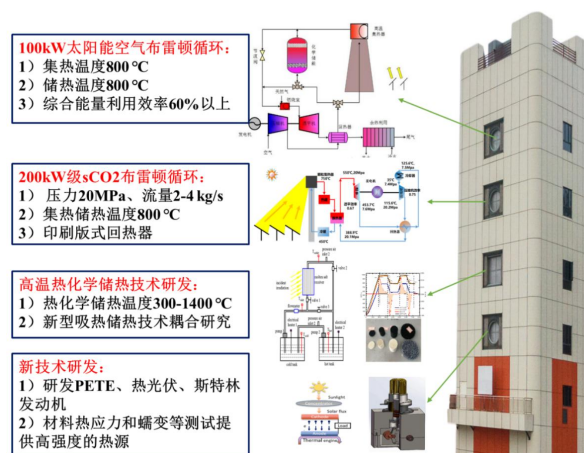 100kW太阳能空气布雷顿循环:
1）集热温度800℃
2）储热温度800℃
3）综合能量利用效率60%以上
200kW级sCO2布雷顿循环:
1） 压力20MPa、流量2-4 kg/s
2）集热储热温度800℃
3）印刷版式回热器
高温热化学储热技术研发:
1）热化学储热温度300-1400℃
2）新型吸热储热技术耦合研究
新技术研发:
1）研发PETE、热光伏、斯特林
发动机
2）材料热应力和蠕变等测试提
供高强度的热源
Sunlight
Solar flux
Load